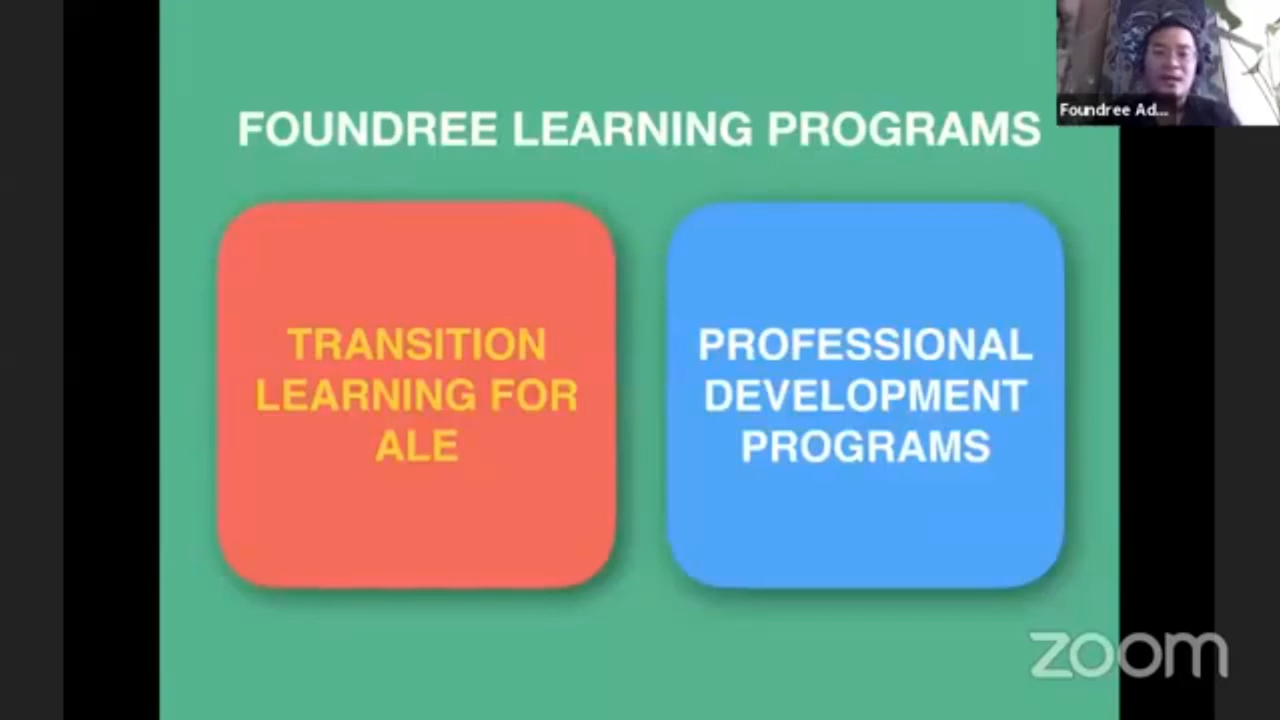 FOUNDREE LEARNING PROGRAMS
Foundree Ad...
TRANSITION
LEARNING FOR
ALE
PROFESSIONAL
DEVELOPMENT
PROGRAMS
zoom